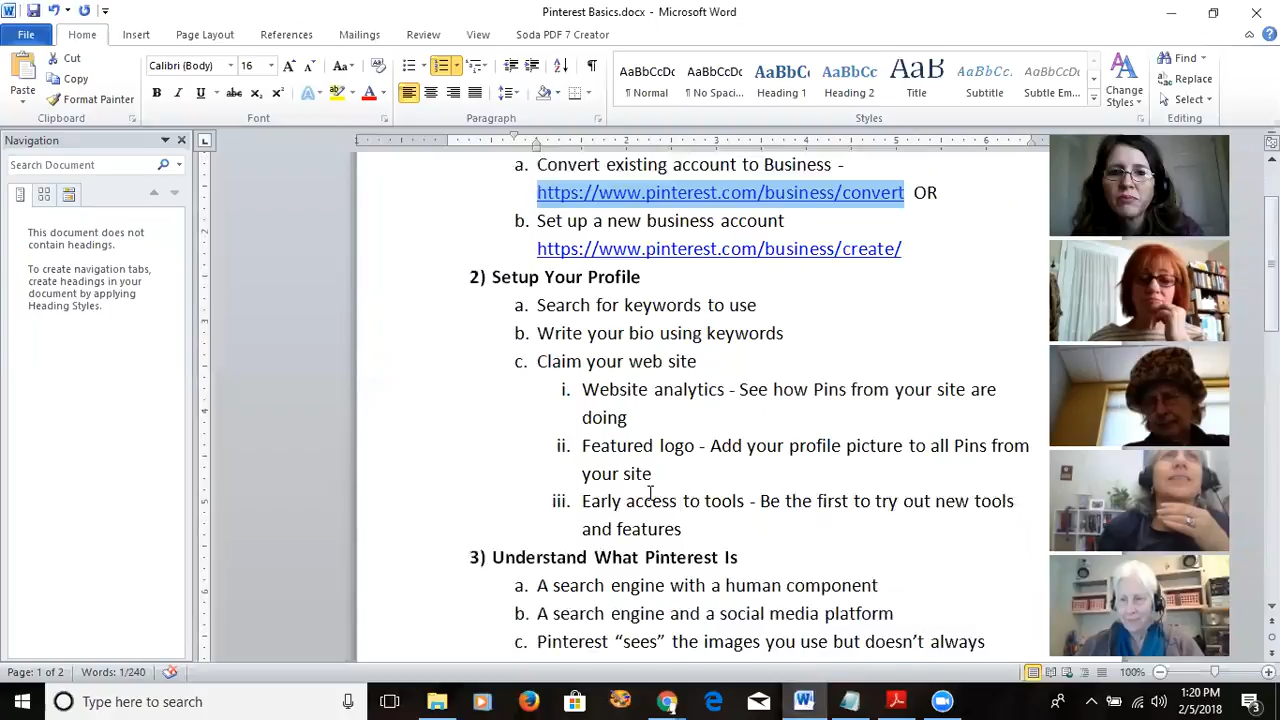 Pinterest Basics.docx - Microsoft Word
File Home Insert Page Layout References Mailings Review View Soda PDF 7 Creator
Paste
Cut
Copy
Format Painter
Clipboard
Calibri (Body) 16
Font
Paragraph
AaBbCcDc AaBbCcDc AaBbC AaBbCc AaB AaBbCcL AaBbCcDc
¶ Normal ¶ No Spaci... Heading 1 Heading 2 Title Subtitle Subtle Em...
Styles
Change Styles
Find
Replace
Select
Editing
Navigation
Search Document
This document does not
contain headings.
To create navigation tabs,
create headings in your
document by applying
Heading Styles.
a. Convert existing account to Business -
https://www.pinterest.com/business/convert OR
b. Set up a new business account
https://www.pinterest.com/business/create/
2) Setup Your Profile
a. Search for keywords to use
b. Write your bio using keywords
c. Claim your web site
i. Website analytics - See how Pins from your site are
doing
ii. Featured logo - Add your profile picture to all Pins from
your site
iii. Early access to tools - Be the first to try out new tools
and features
3) Understand What Pinterest Is
a. A search engine with a human component
b. A search engine and a social media platform
c. Pinterest “sees” the images you use but doesn’t always
Page: 1 of 2 Words: 1/240
100%
Type here to search
1:20 PM
2/5/2018